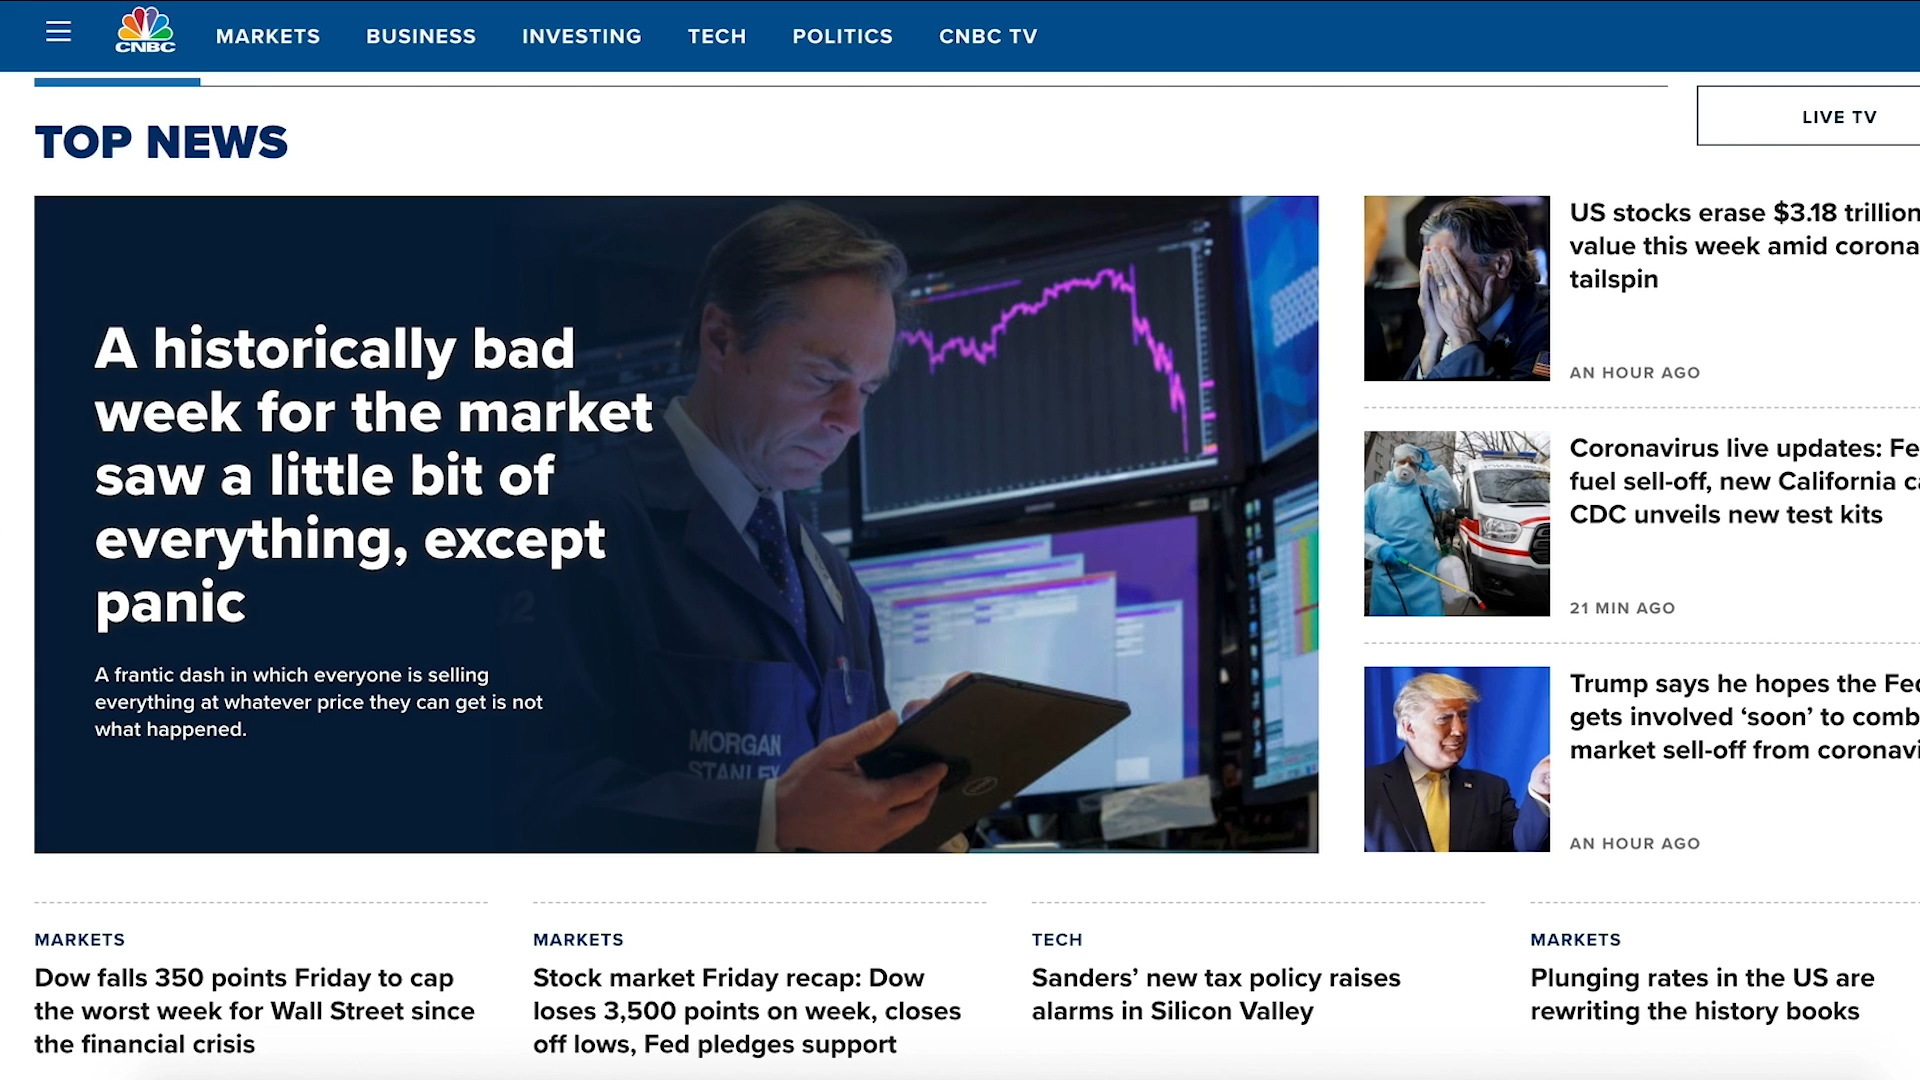 CNBC
MARKETS
BUSINESS
INVESTING
TECH
POLITICS
CNBC TV
TOP NEWS
LIVE TV
A historically bad
week for the market
saw a little bit of
everything, except
panic
A frantic dash in which everyone is selling
everything at whatever price they can get is not
what happened.
MORGAN
STANLEY
US stocks erase $3.18 trillion
value this week amid corona
tailspin
AN HOUR AGO
Coronavirus live updates: Fe
fuel sell-off, new California ca
CDC unveils new test kits
21 MIN AGO
Trump says he hopes the Fed
gets involved ‘soon’ to comb
market sell-off from coronavi
AN HOUR AGO
MARKETS
Dow falls 350 points Friday to cap
the worst week for Wall Street since
the financial crisis
MARKETS
Stock market Friday recap: Dow
loses 3,500 points on week, closes
off lows, Fed pledges support
TECH
Sanders’ new tax policy raises
alarms in Silicon Valley
MARKETS
Plunging rates in the US are
rewriting the history books